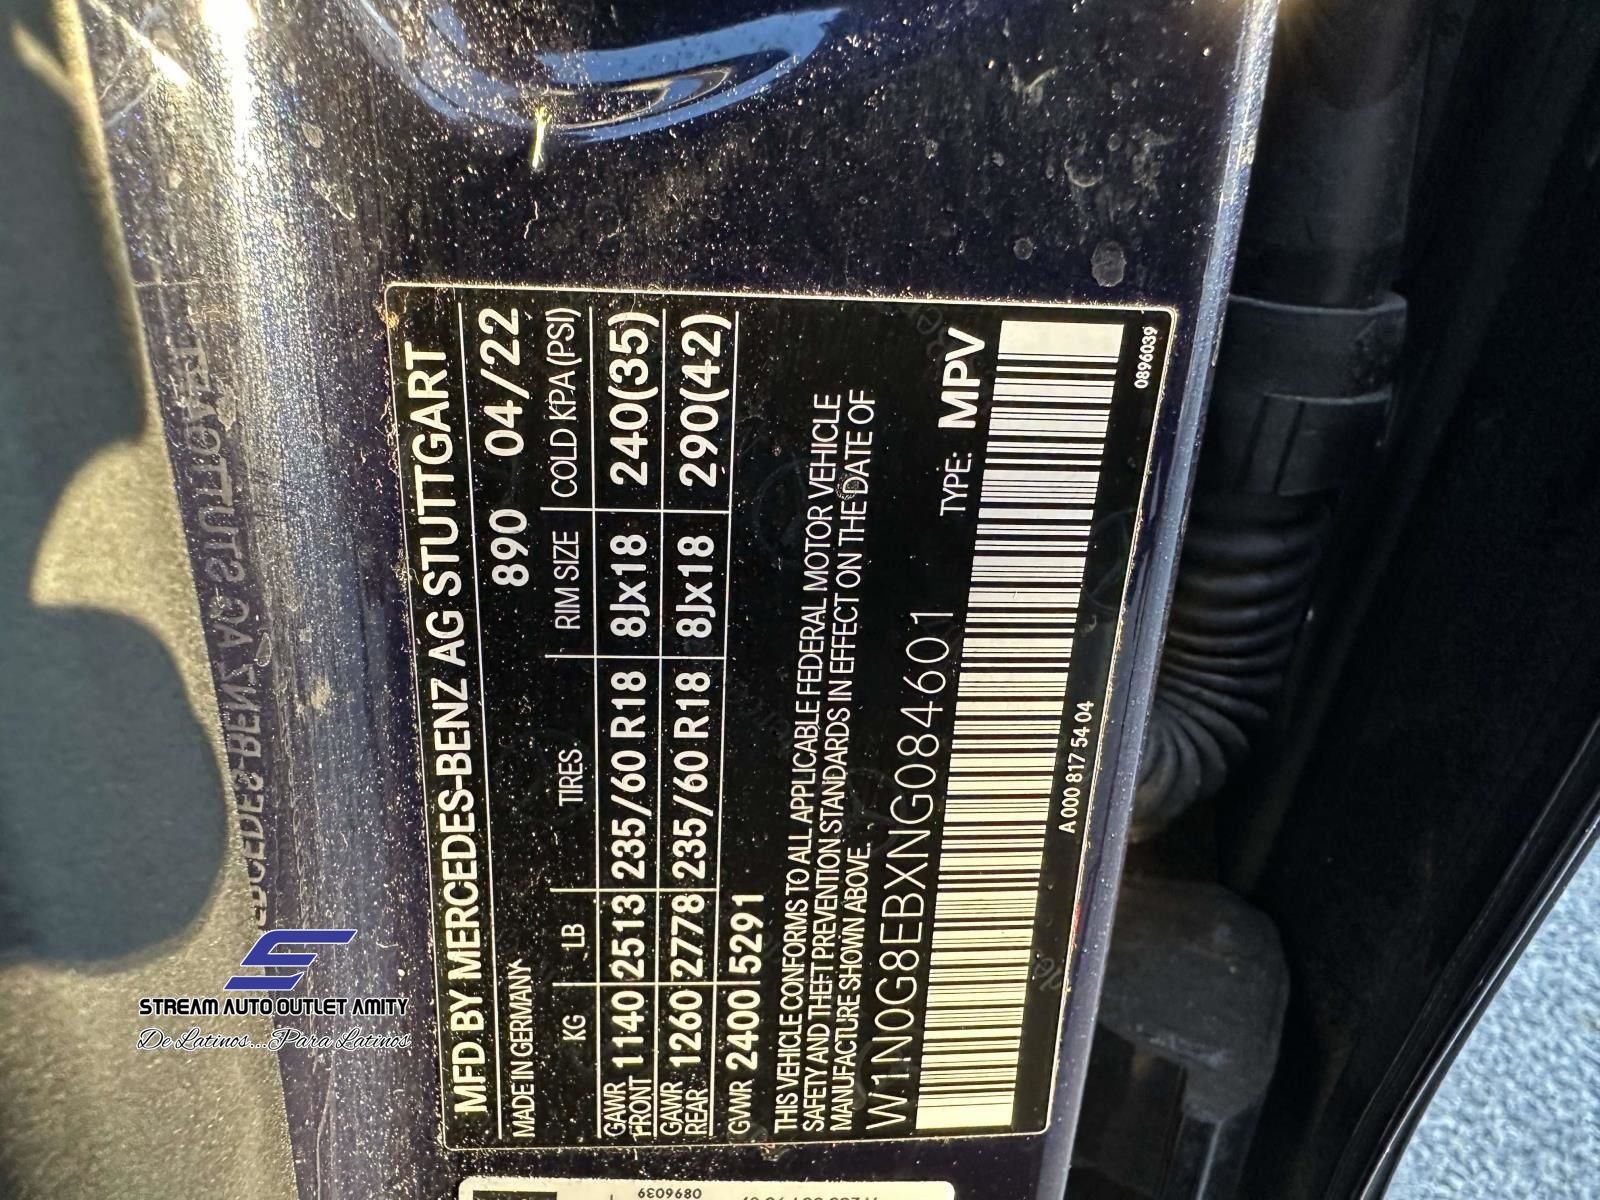 MFD BY MERCEDES-BENZ AG STUTTGART
MADE IN GERMANY 890 04/22
KG LB TIRES RIM SIZE COLD KPA(PSI)
GAWR FRONT 1140 2513 235/60 R18 8Jx18 240(35)
GAWR REAR 1260 2778 235/60 R18 8Jx18 290(42)
GVWR 2400 5291
THIS VEHICLE CONFORMS TO ALL APPLICABLE FEDERAL MOTOR VEHICLE
SAFETY AND THEFT PREVENTION STANDARDS IN EFFECT ON THE DATE OF
MANUFACTURE SHOWN ABOVE.
W1N0G8EBXNG084601 TYPE: MPV
A 000 817 54 04
0896039
STREAM AUTO OUTLET AMITY
De Latinos... Para Latinos
0896039